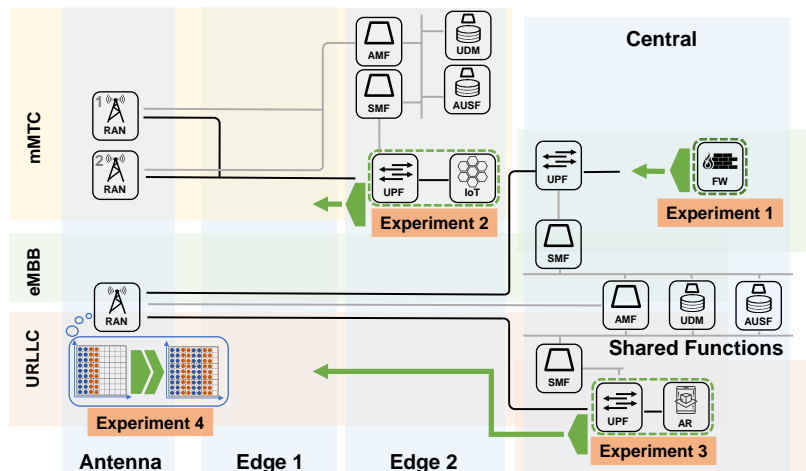 Central
mMTC
eMBB
URLLC
AMF
UDM
SMF
AUSF
1
RAN
2
RAN
UPF
IoT
Experiment 2
UPF
FW
Experiment 1
SMF
RAN
AMF
UDM
AUSF
Shared Functions
SMF
UPF
AR
Experiment 4
Experiment 3
Antenna
Edge 1
Edge 2